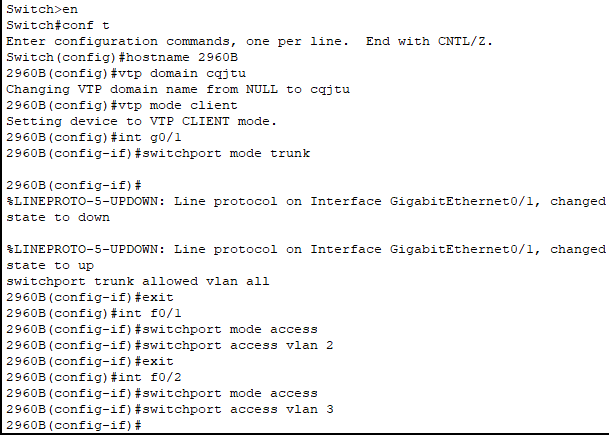 Switch>en
Switch#conf t
Enter configuration commands, one per line.  End with CNTL/Z.
Switch(config)#hostname 2960B
2960B(config)#vtp domain cqjtu
Changing VTP domain name from NULL to cqjtu
2960B(config)#vtp mode client
Setting device to VTP CLIENT mode.
2960B(config)#int g0/1
2960B(config-if)#switchport mode trunk
2960B(config-if)#
%LINEPROTO-5-UPDOWN: Line protocol on Interface GigabitEthernet0/1, changed
state to down
%LINEPROTO-5-UPDOWN: Line protocol on Interface GigabitEthernet0/1, changed
state to up
switchport trunk allowed vlan all
2960B(config-if)#exit
2960B(config)#int f0/1
2960B(config-if)#switchport mode access
2960B(config-if)#switchport access vlan 2
2960B(config-if)#exit
2960B(config)#int f0/2
2960B(config-if)#switchport mode access
2960B(config-if)#switchport access vlan 3
2960B(config-if)#